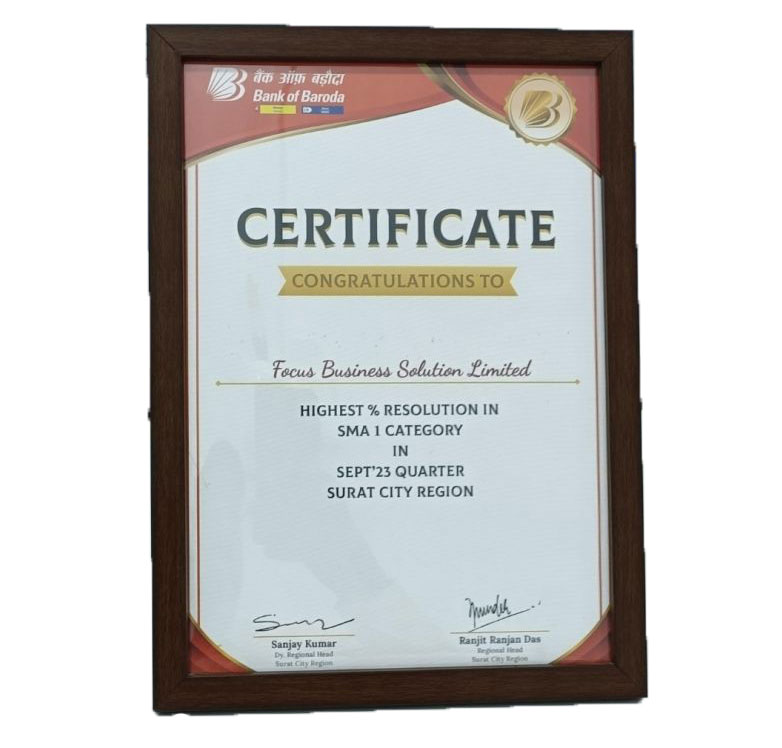 बैंक ऑफ़ बड़ौदा
Bank of Baroda
CERTIFICATE
CONGRATULATIONS TO
Focus Business Solution Limited
HIGHEST % RESOLUTION IN
SMA 1 CATEGORY
IN
SEPT'23 QUARTER
SURAT CITY REGION
Sanjay Kumar
Dy. Regional Head
Surat City Region
Ranjit Ranjan Das
Regional Head
Surat City Region